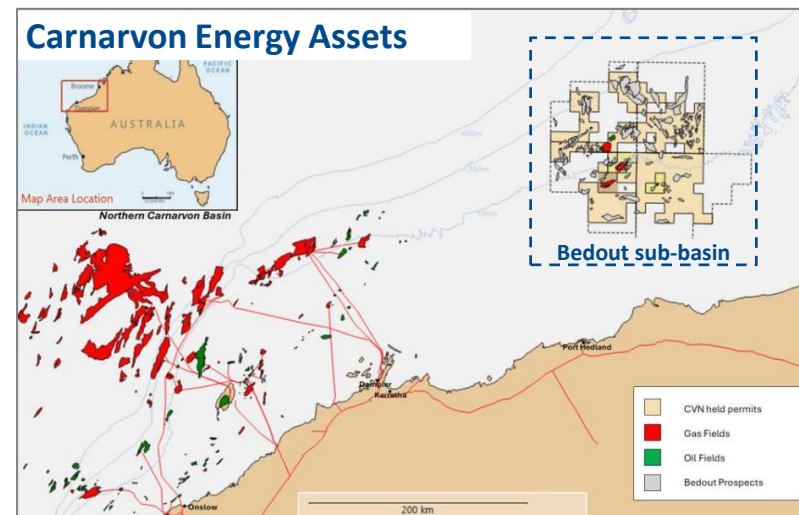 Carnarvon Energy Assets
PACIFIC
OCEAN
Broome
Dampier
INDIAN
OCEAN
AUSTRALIA
Perth
Map Area Location
Northern Carnarvon Basin
Bedout sub-basin
Port Hedland
Dampier
Karratha
Onslow
200 km
CVN held permits
Gas Fields
Oil Fields
Bedout Prospects